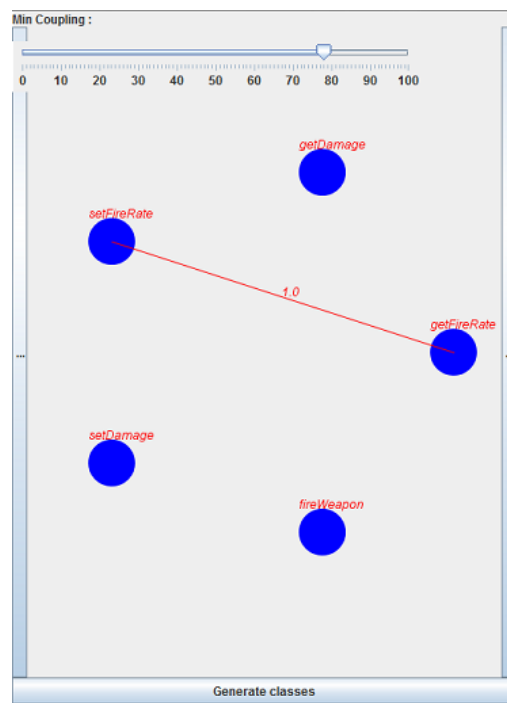 Min Coupling :
0 10 20 30 40 50 60 70 80 90 100
getDamage
setFireRate
1.0
getFireRate
...
setDamage
fireWeapon
Generate classes